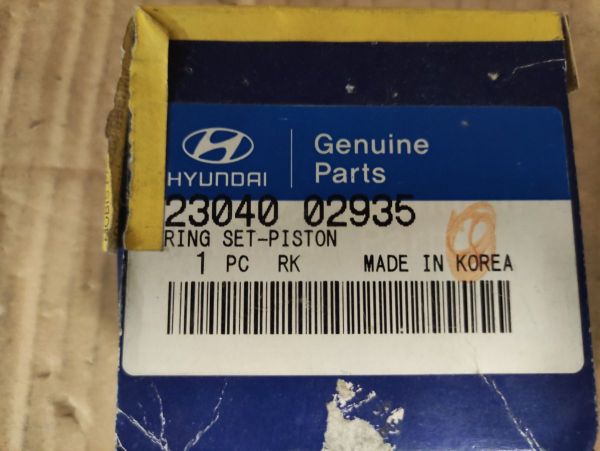 HYUNDAI
Genuine
Parts
23040 02935
RING SET-PISTON
1 PC RK MADE IN KOREA